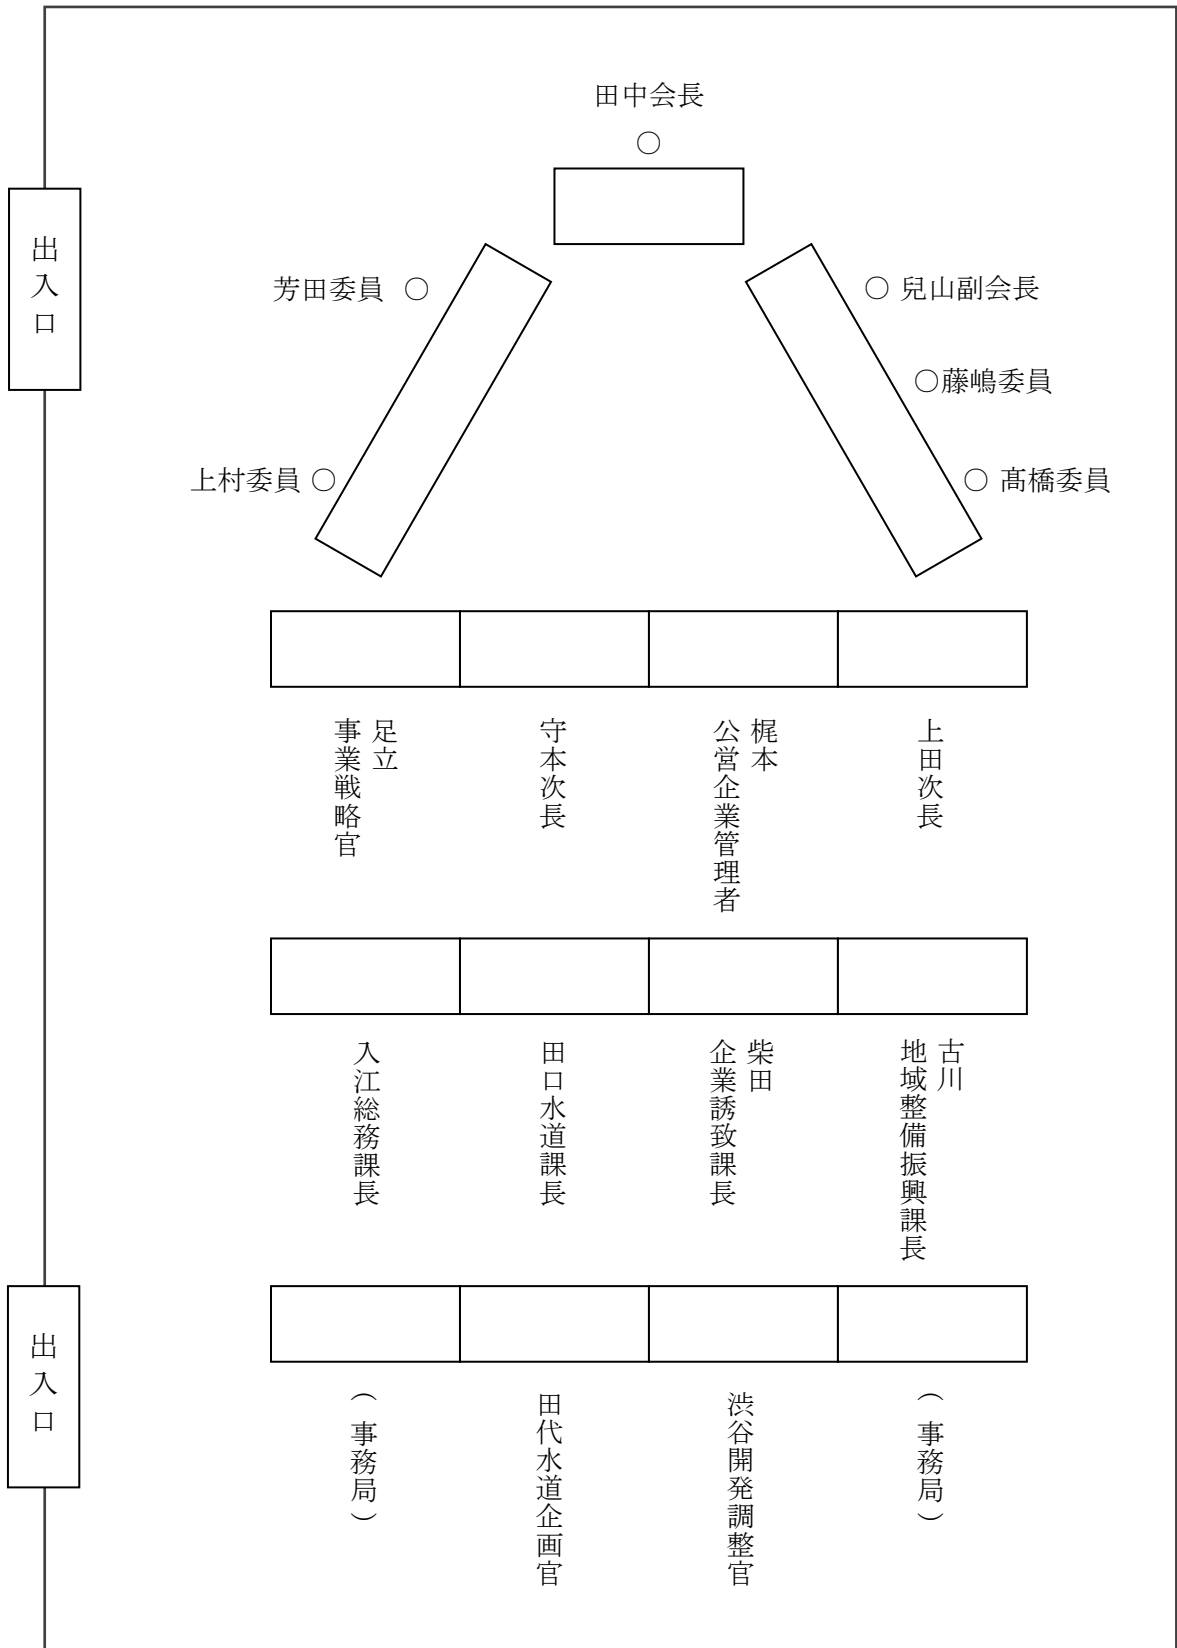 田中会長
○
出入口
芳田委員 ○
○ 兒山副会長
○藤嶋委員
上村委員 ○
○ 髙橋委員
足立
事業戦略官
守本次長
梶本
公営企業管理者
上田次長
入江総務課長
田口水道課長
柴田
企業誘致課長
古川
地域整備振興課長
出入口
（事務局）
田代水道企画官
渋谷開発調整官
（事務局）